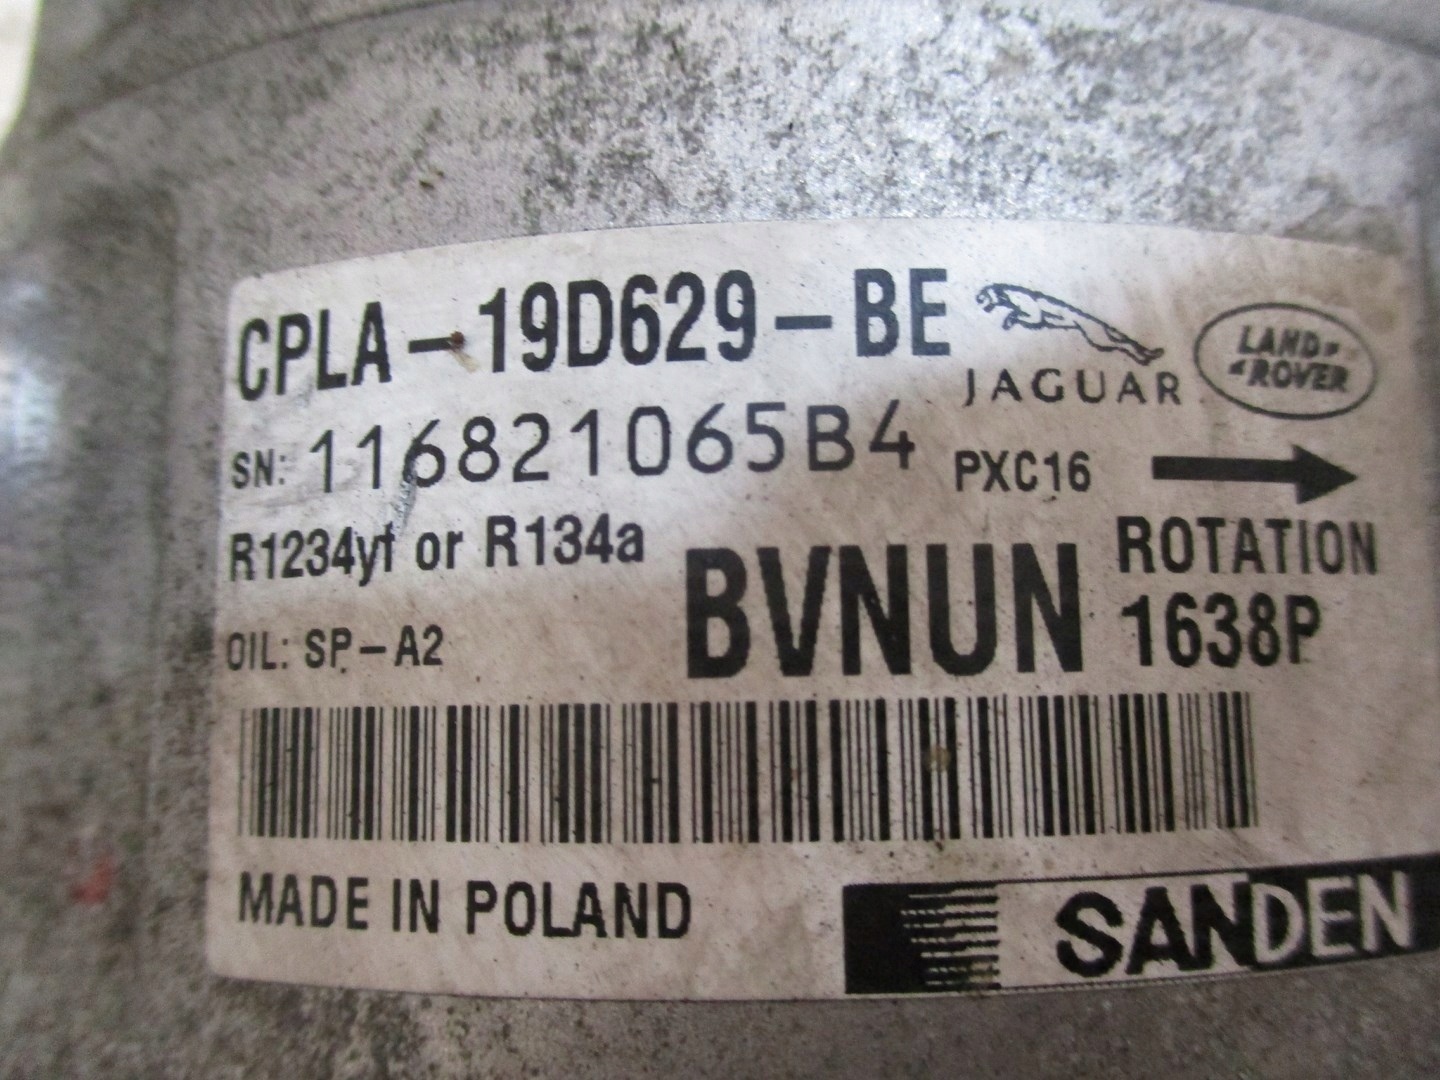 CPLA-19D629-BE
JAGUAR
LAND
ROVER
SN: 116821065B4
PXC16
R1234yf or R134a
BVNUN
ROTATION
1638P
OIL: SP-A2
MADE IN POLAND
SANDEN